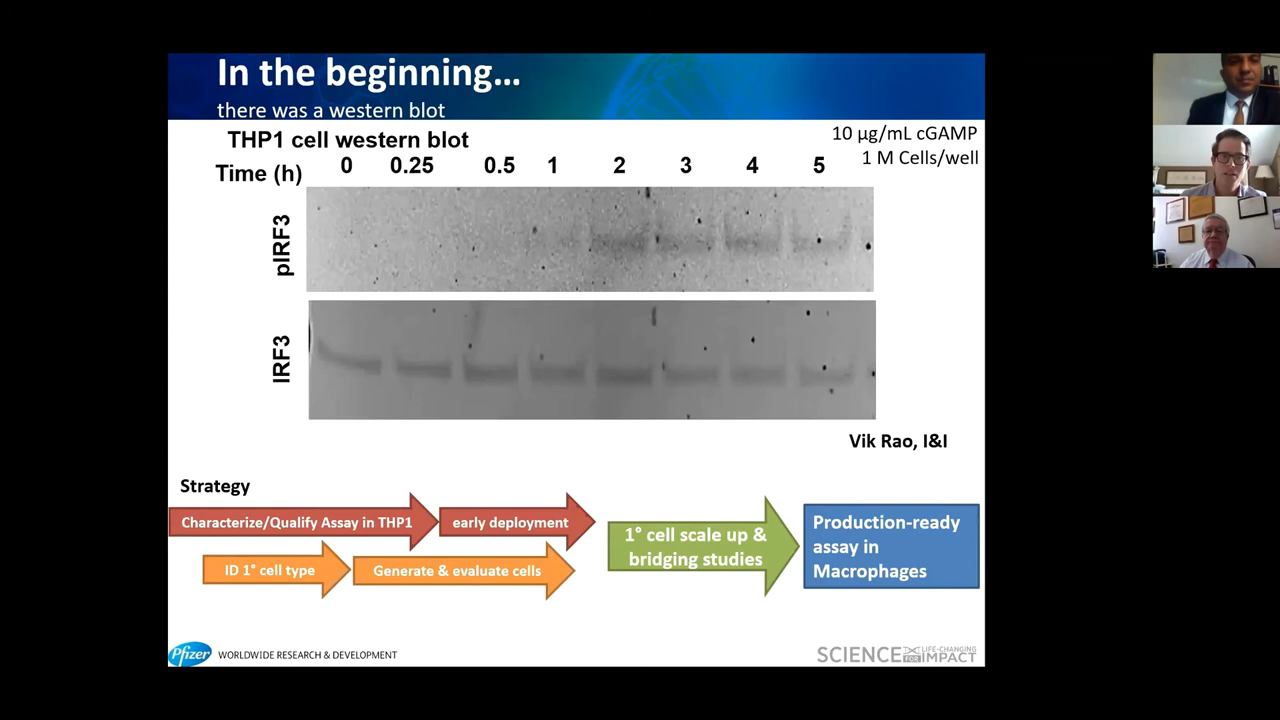 In the beginning...
there was a western blot
THP1 cell western blot
10 µg/mL cGAMP
1 M Cells/well
Time (h) 0 0.25 0.5 1 2 3 4 5
pIRF3
IRF3
Vik Rao, I&I
Strategy
Characterize/Qualify Assay in THP1
early deployment
ID 1° cell type
Generate & evaluate cells
1° cell scale up &
bridging studies
Production-ready
assay in
Macrophages
Pfizer WORLDWIDE RESEARCH & DEVELOPMENT
SCIENCE FOR LIFE-CHANGING IMPACT